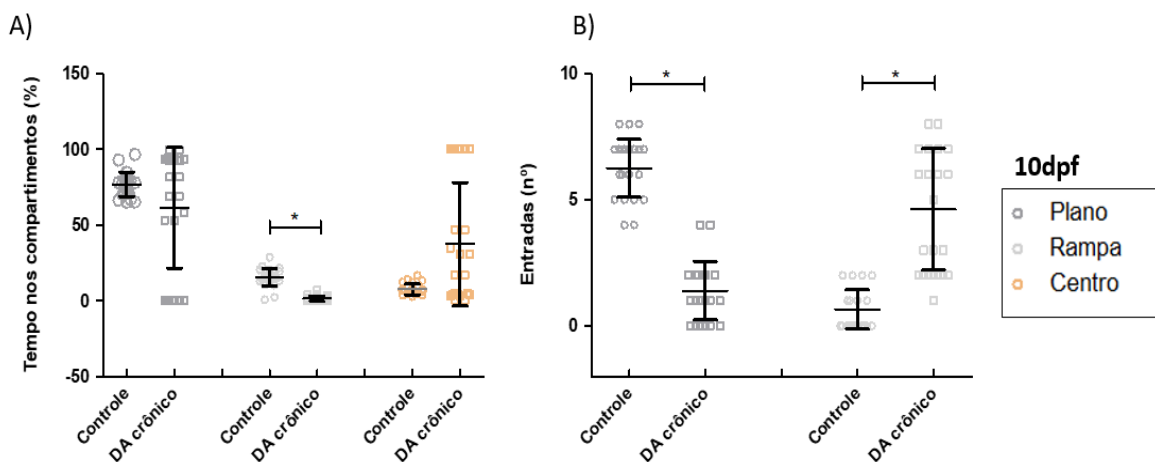 A)
Tempo nos compartimentos (%)
150
100
50
0
-50
*
Controle
DA crônico
Controle
DA crônico
Controle
DA crônico
B)
Entradas (nº)
10
5
0
*
*
Controle
DA crônico
Controle
DA crônico
10dpf
Plano
Rampa
Centro